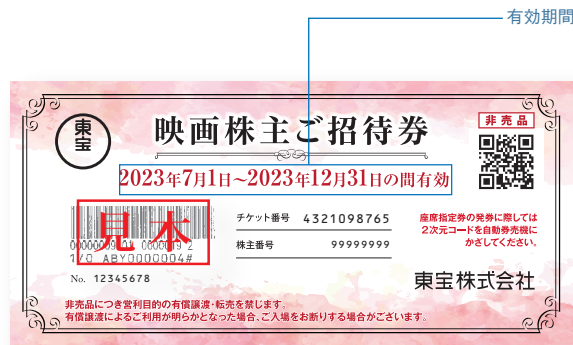 有効期間
東宝
映画株主ご招待券
非売品
2023年7月1日～2023年12月31日の間有効
見本
チケット番号 4321098765
株主番号 99999999
座席指定券の発券に際しては
2次元コードを自動券売機に
かざしてください。
No. 12345678
東宝株式会社
非売品につき営利目的の有償譲渡・転売を禁じます。
有償譲渡によるご利用が明らかとなった場合、ご入場をお断りする場合がございます。